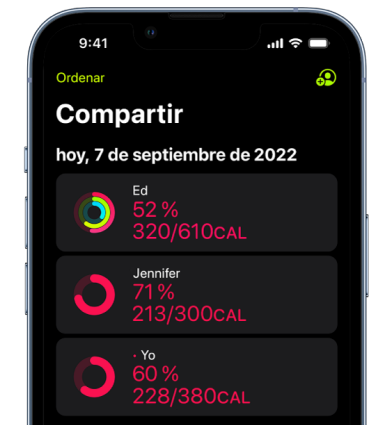 9:41
Ordenar
Compartir
hoy, 7 de septiembre de 2022
Ed
52 %
320/610CAL
Jennifer
71 %
213/300CAL
· Yo
60 %
228/380CAL